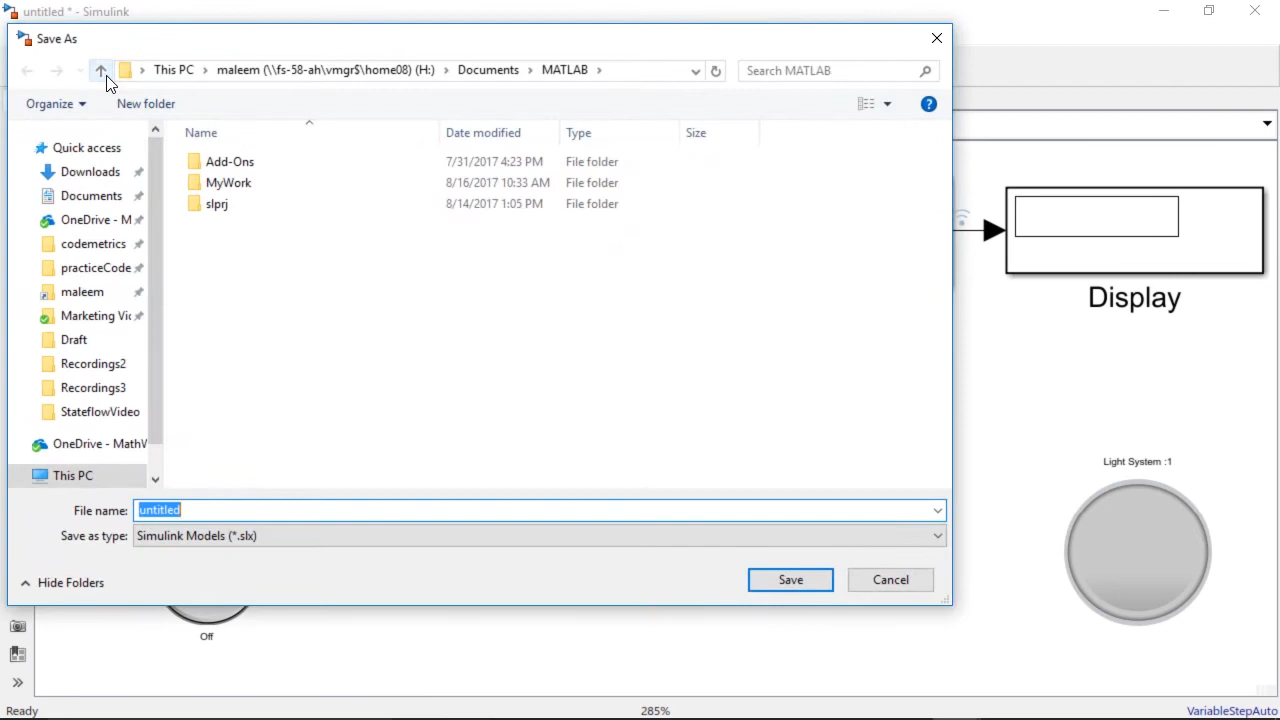 untitled * - Simulink
Save As
This PC > maleem (\\fs-58-ah\vmgr$\home08) (H:) > Documents > MATLAB >
Search MATLAB
Organize
New folder
Name
Date modified
Type
Size
Quick access
Downloads
Documents
OneDrive - M
codemetrics
practiceCode
maleem
Marketing Vic
Draft
Recordings2
Recordings3
StateflowVideo
OneDrive - MathW
This PC
Add-Ons 7/31/2017 4:23 PM File folder
MyWork 8/16/2017 10:33 AM File folder
slprj 8/14/2017 1:05 PM File folder
File name: untitled
Save as type: Simulink Models (*.slx)
Hide Folders
Save
Cancel
Display
Light System :1
Off
Ready
285%
VariableStepAuto